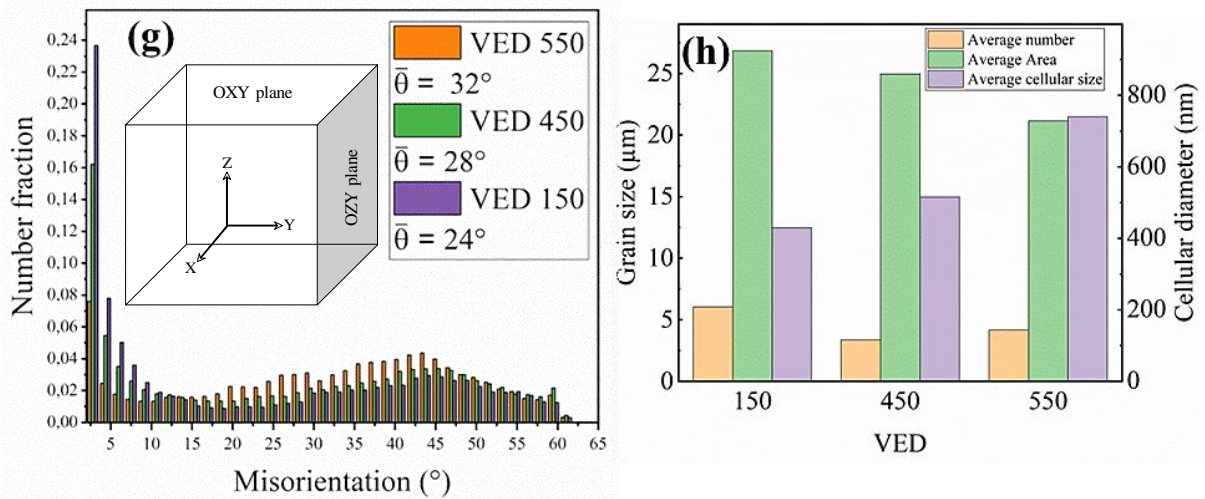 (g)
VED 550
θ̅ = 32°
VED 450
θ̅ = 28°
VED 150
θ̅ = 24°
OXY plane
OZY plane
Z
Y
X
Number fraction
0,24
0,22
0,20
0,18
0,16
0,14
0,12
0,10
0,08
0,06
0,04
0,02
0,00
5 10 15 20 25 30 35 40 45 50 55 60 65
Misorientation (°)
(h)
Average number
Average Area
Average cellular size
Grain size (μm)
25
20
15
10
5
0
Cellular diameter (nm)
800
600
400
200
0
150 450 550
VED